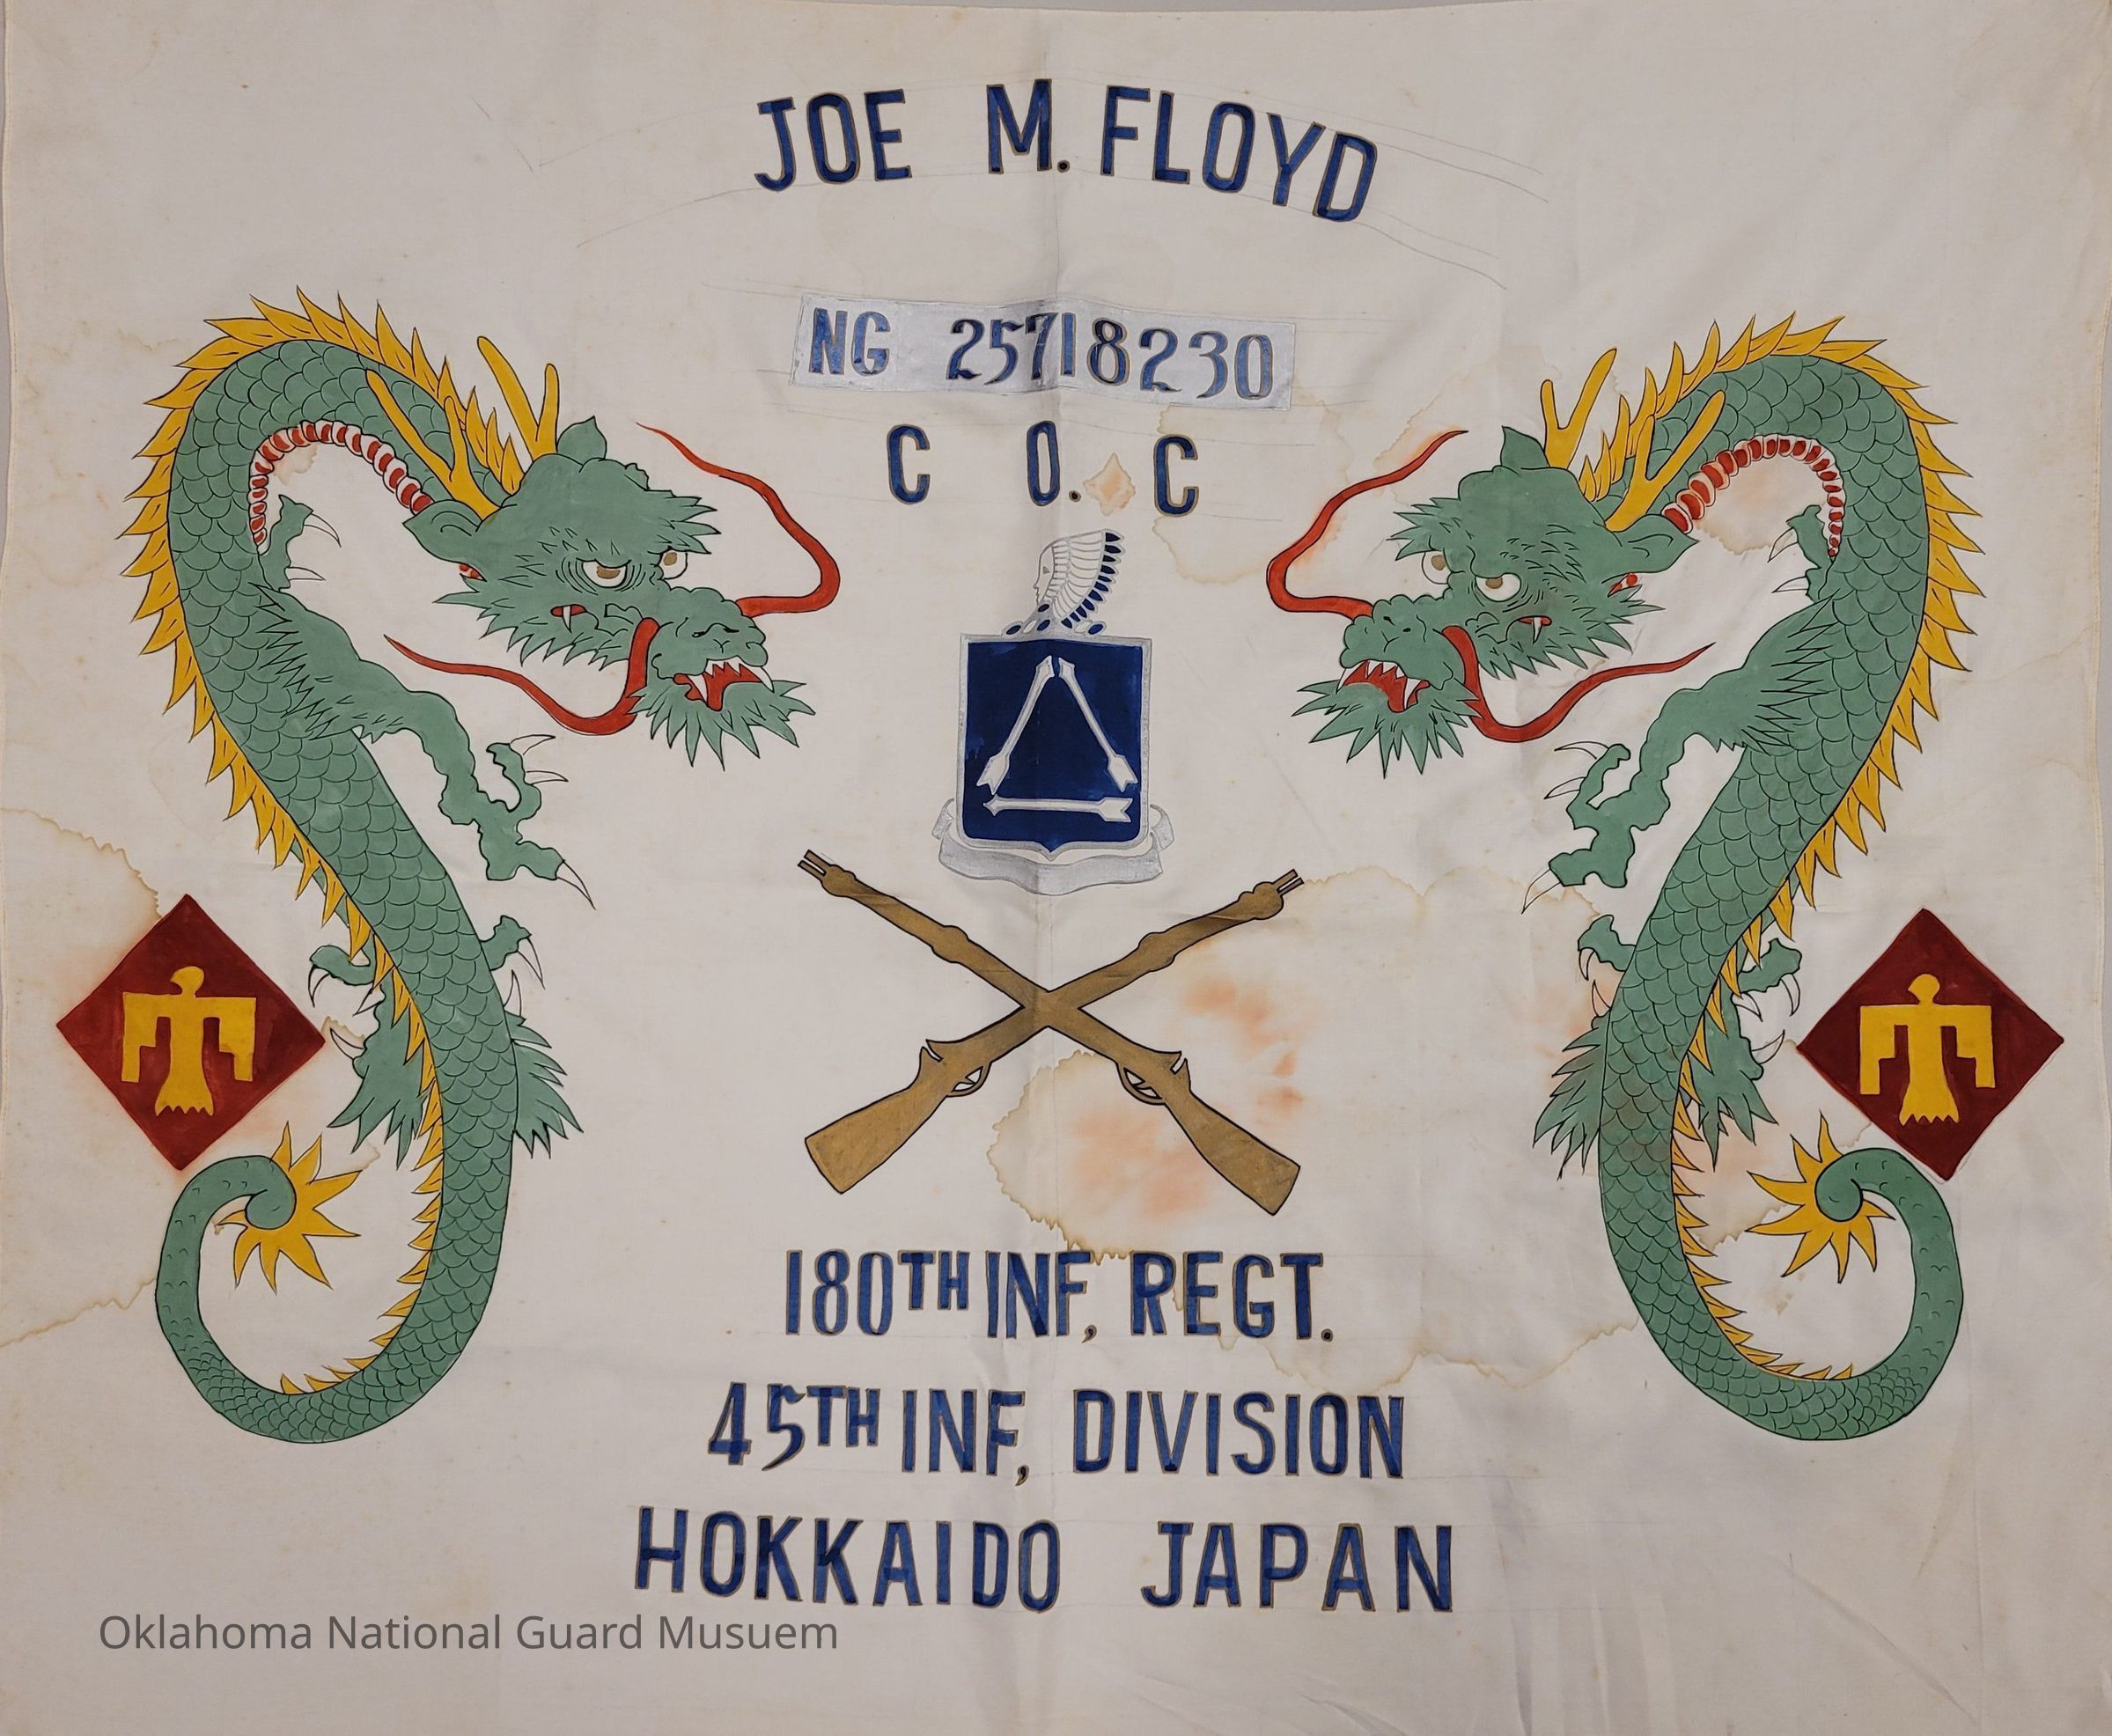 JOE M. FLOYD
NG 25718230
C O. C
180TH INF, REGT.
45TH INF, DIVISION
HOKKAIDO JAPAN
Oklahoma National Guard Musuem